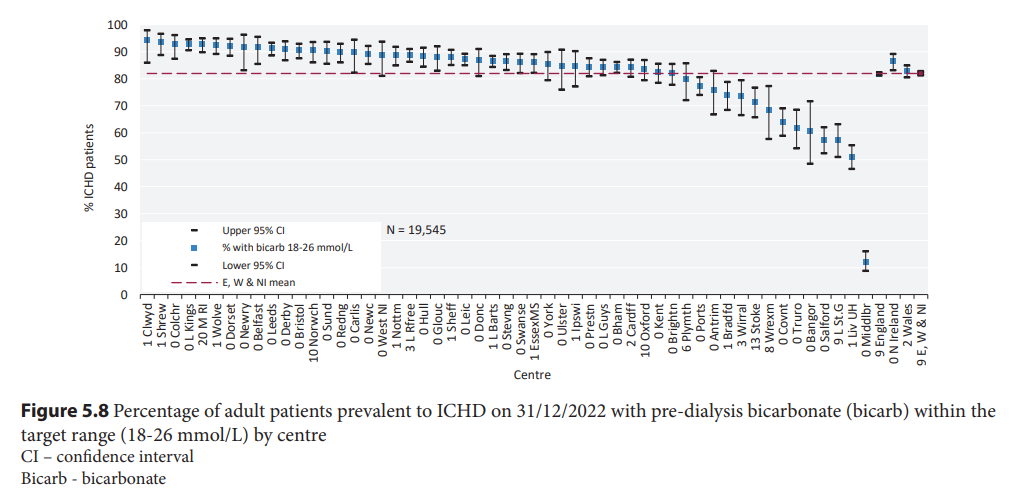 100
90
80
70
60
50
40
30
20
10
0
% ICHD patients
Upper 95% CI
% with bicarb 18-26 mmol/L
Lower 95% CI
E, W & NI mean
N = 19,545
1 Clwyd
1 Shrew
0 Colchr
0 L Kings
20 M RI
1 Wolve
0 Dorset
0 Newry
0 Belfast
0 Leeds
0 Derby
0 Bristol
10 Norwch
0 Sund
0 Redng
0 Carlis
0 Newc
0 West NI
1 Nottm
3 L Rfree
0 Hull
0 Glouc
1 Sheff
0 Leic
0 Donc
1 L Barts
0 Stevng
0 Swanse
1 EssexMS
0 York
0 Ulster
1 Ipswi
0 Prestn
0 L Guys
0 Bham
2 Cardff
10 Oxford
0 Kent
0 Brightn
6 Plymth
0 Ports
0 Antrim
1 Bradfd
3 Wirral
13 Stoke
8 Wrexm
0 Covnt
0 Truro
0 Bangor
0 Salford
9 L St.G
1 Liv UH
0 Middlbr
9 England
0 N Ireland
2 Wales
9 E, W & NI
Centre
Figure 5.8 Percentage of adult patients prevalent to ICHD on 31/12/2022 with pre-dialysis bicarbonate (bicarb) within the
target range (18-26 mmol/L) by centre
CI – confidence interval
Bicarb - bicarbonate